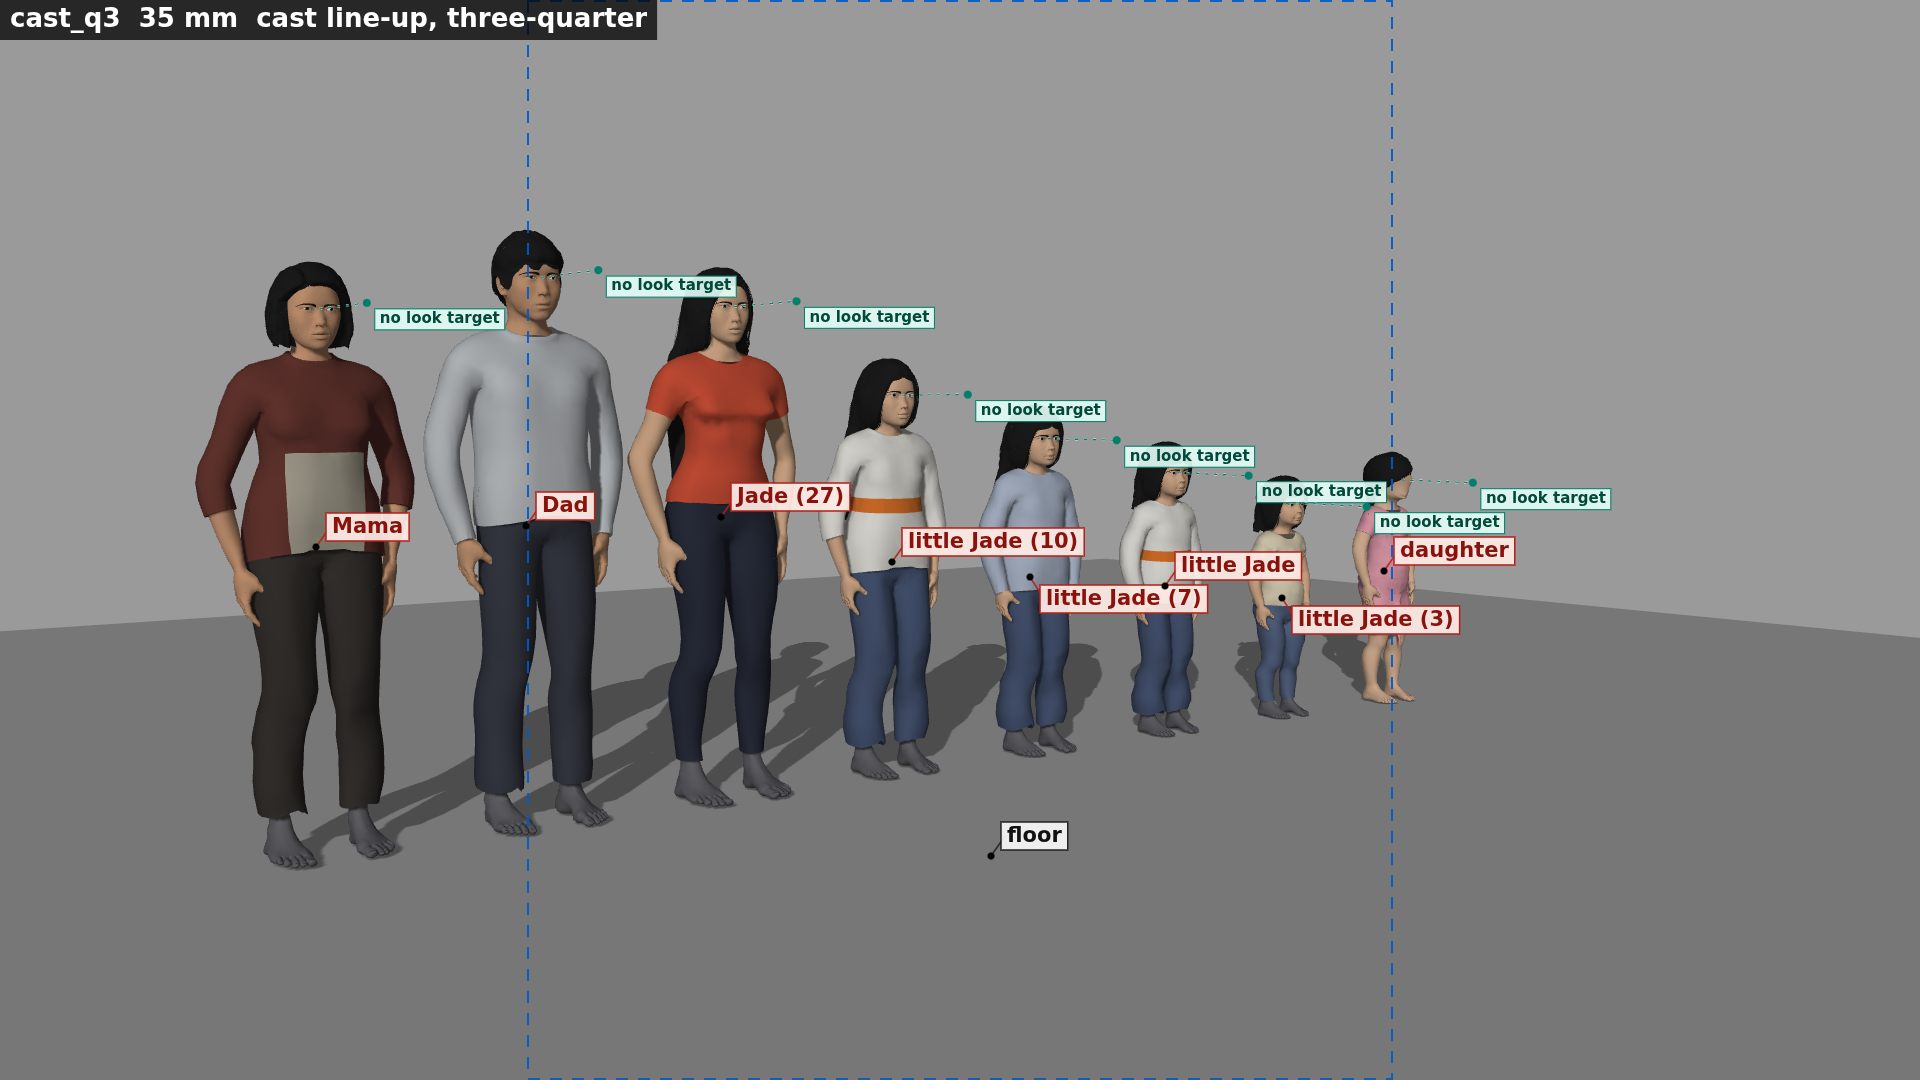 cast_q3 35 mm cast line-up, three-quarter
no look target
no look target
no look target
no look target
no look target
no look target
no look target
no look target
Mama
Dad
Jade (27)
little Jade (10)
little Jade (7)
little Jade
little Jade (3)
daughter
floor